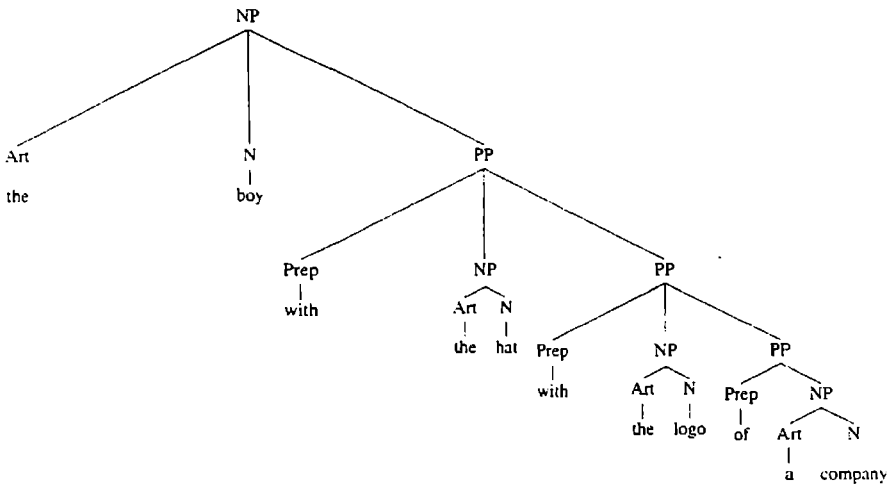 NP
Art N PP
the boy
Prep NP PP
with Art N
the hat Prep NP PP
with Art N Prep NP
the logo of Art N
a company